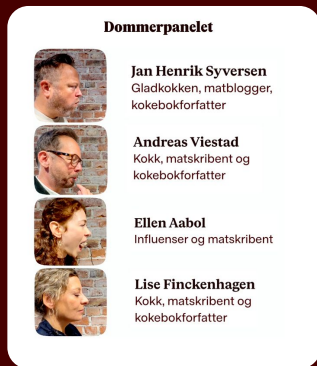 Dommerpanelet
Jan Henrik Syversen
Gladkokken, matblogger,
kokebokforfatter
Andreas Viestad
Kokk, matskribent og
kokebokforfatter
Ellen Aabol
Influenser og matskribent
Lise Finckenhagen
Kokk, matskribent og
kokebokforfatter